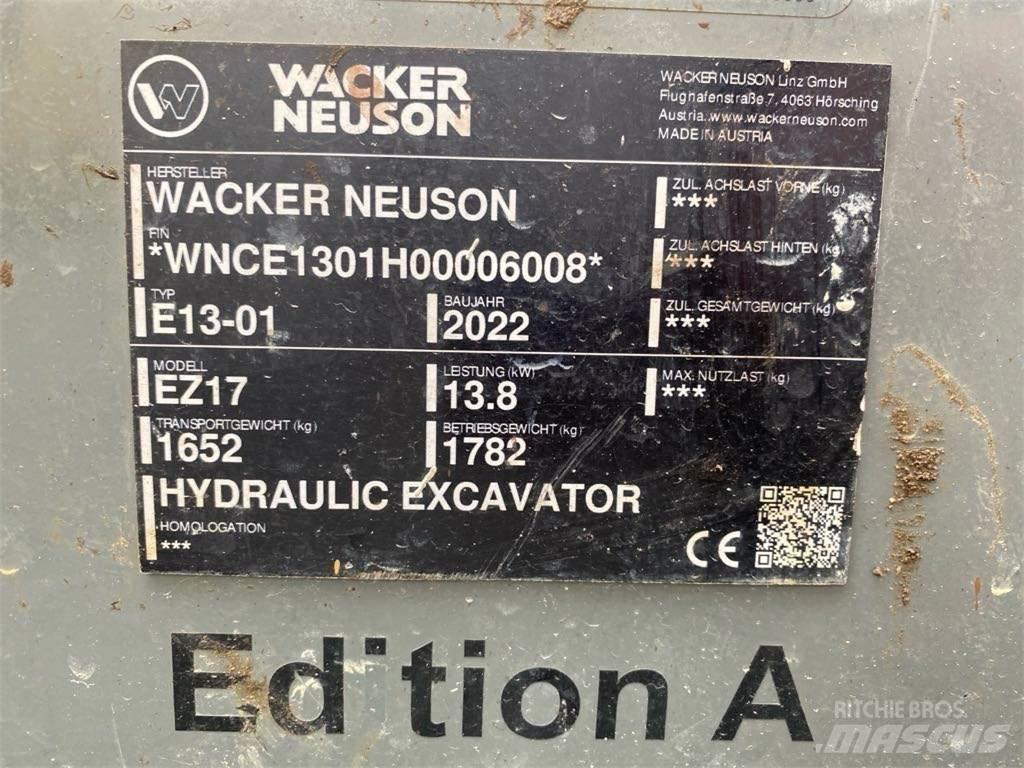 WACKER
NEUSON
WACKER NEUSON Linz GmbH
Flughafenstraße 7, 4063 Hörsching
Austria, www.wackerneuson.com
MADE IN AUSTRIA
HERSTELLER
WACKER NEUSON
FIN
*WNCE1301H00006008*
TYP
E13-01
BAUJAHR
2022
ZUL. ACHSLAST VORNE (kg)
***
ZUL. ACHSLAST HINTEN (kg)
***
ZUL. GESAMTGEWICHT (kg)
***
MODELL
EZ17
LEISTUNG (kW)
13.8
MAX. NUTZLAST (kg)
***
TRANSPORTGEWICHT (kg)
1652
BETRIEBSGEWICHT (kg)
1782
HYDRAULIC EXCAVATOR
HOMOLOGATION
***
CE
Edition A
RITCHIE BROS.
MASCUS